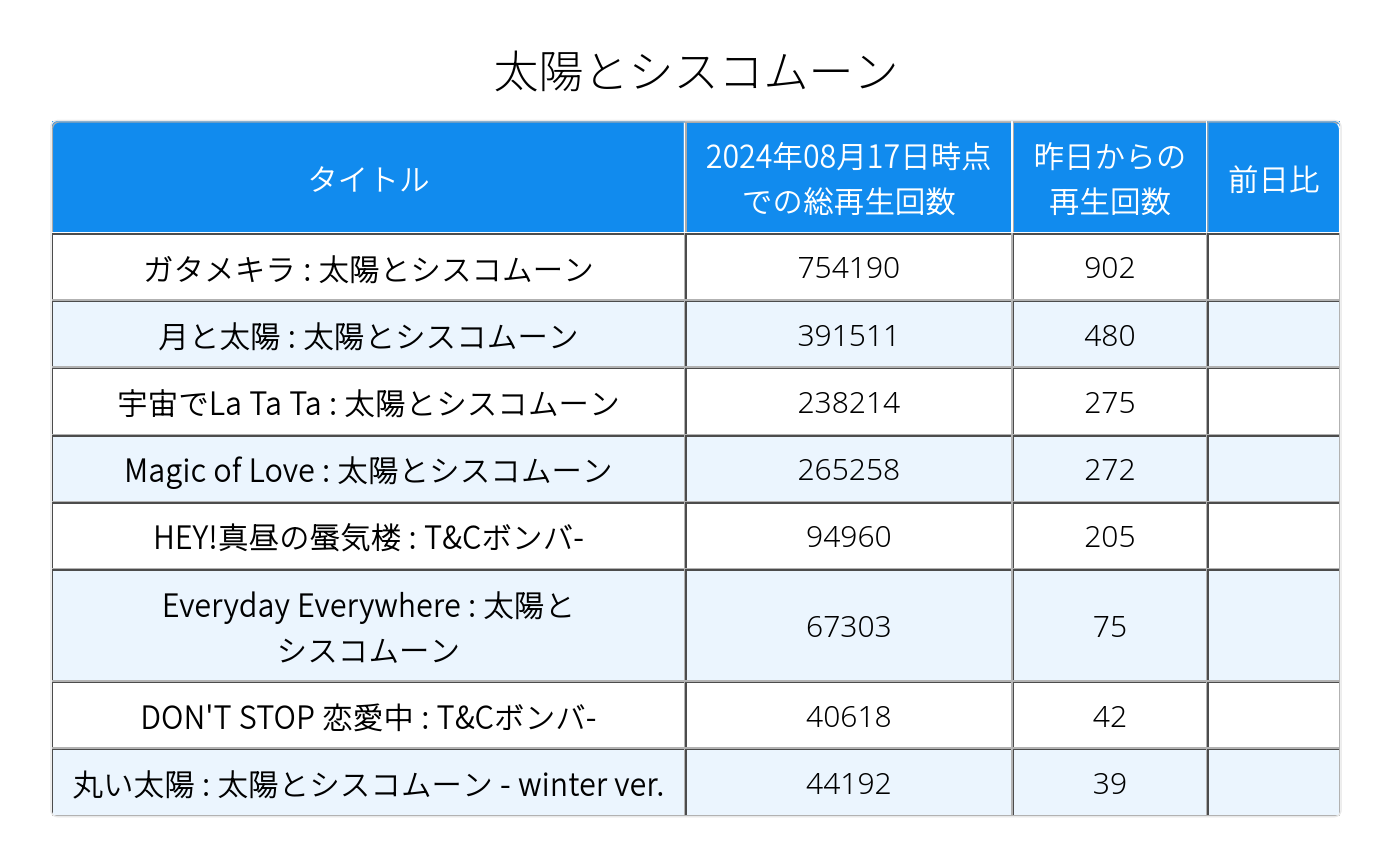 太陽とシスコムーン
タイトル
2024年08月17日時点
での総再生回数
昨日からの
再生回数
前日比
ガタメキラ : 太陽とシスコムーン
754190
902
月と太陽 : 太陽とシスコムーン
391511
480
宇宙でLa Ta Ta : 太陽とシスコムーン
238214
275
Magic of Love : 太陽とシスコムーン
265258
272
HEY!真昼の蜃気楼 : T&Cボンバ-
94960
205
Everyday Everywhere : 太陽と
シスコムーン
67303
75
DON'T STOP 恋愛中 : T&Cボンバ-
40618
42
丸い太陽 : 太陽とシスコムーン - winter ver.
44192
39